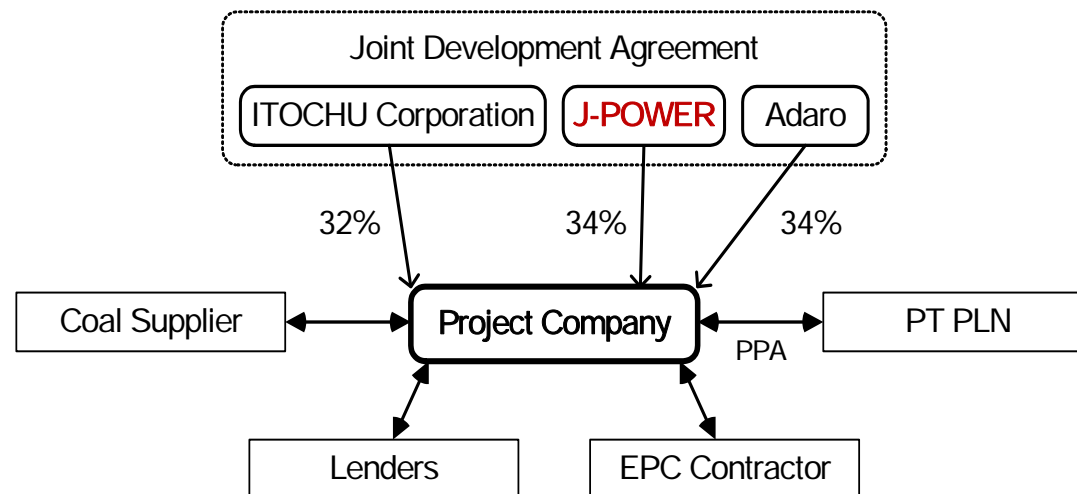 Joint Development Agreement
ITOCHU Corporation
J-POWER
Adaro
32%
34%
34%
Coal Supplier
Project Company
PT PLN
PPA
Lenders
EPC Contractor